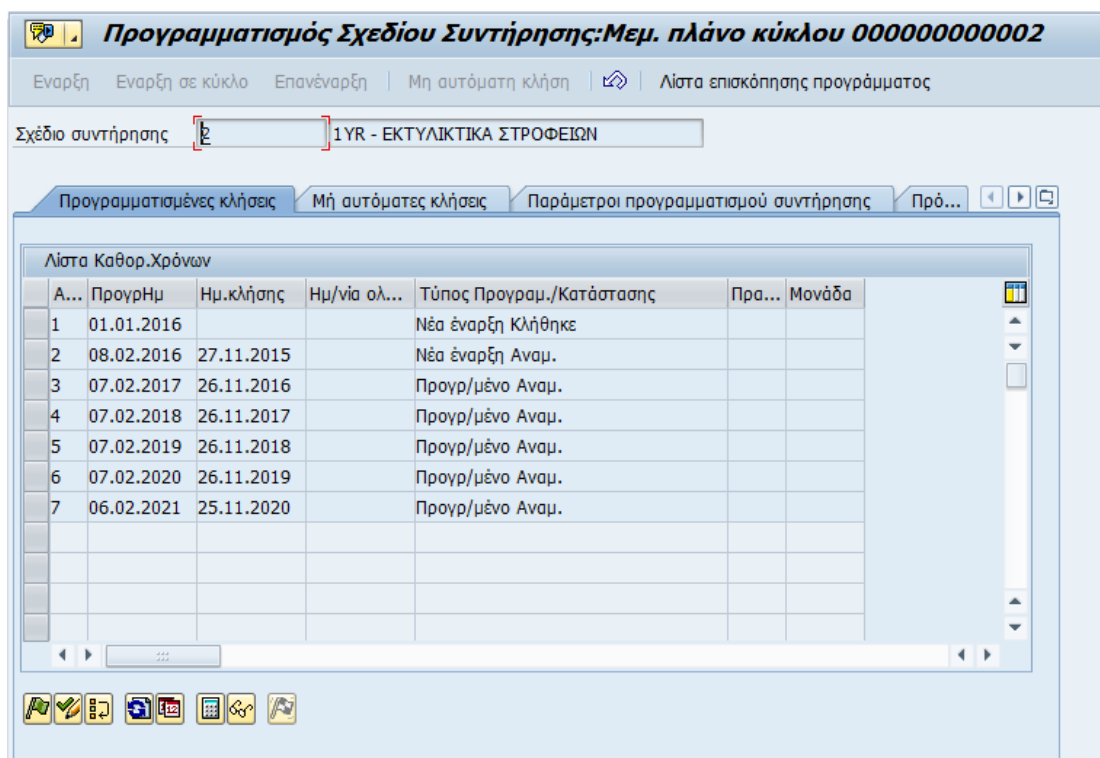 Προγραμματισμός Σχεδίου Συντήρησης:Μεμ. πλάνο κύκλου 000000000002
Εναρξη Εναρξη σε κύκλο Επανέναρξη Μη αυτόματη κλήση Λίστα επισκόπησης προγράμματος
Σχέδιο συντήρησης 2 1YR - ΕΚΤΥΛΙΚΤΙΚΑ ΣΤΡΟΦΕΙΩΝ
Προγραμματισμένες κλήσεις Μή αυτόματες κλήσεις Παράμετροι προγραμματισμού συντήρησης Πρό...
Λίστα Καθορ.Χρόνων
Α... ΠρογρΗμ Ημ.κλήσης Ημ/νία ολ... Τύπος Προγραμ./Κατάστασης Πρα... Μονάδα
1 01.01.2016 Νέα έναρξη Κλήθηκε
2 08.02.2016 27.11.2015 Νέα έναρξη Αναμ.
3 07.02.2017 26.11.2016 Προγρ/μένο Αναμ.
4 07.02.2018 26.11.2017 Προγρ/μένο Αναμ.
5 07.02.2019 26.11.2018 Προγρ/μένο Αναμ.
6 07.02.2020 26.11.2019 Προγρ/μένο Αναμ.
7 06.02.2021 25.11.2020 Προγρ/μένο Αναμ.